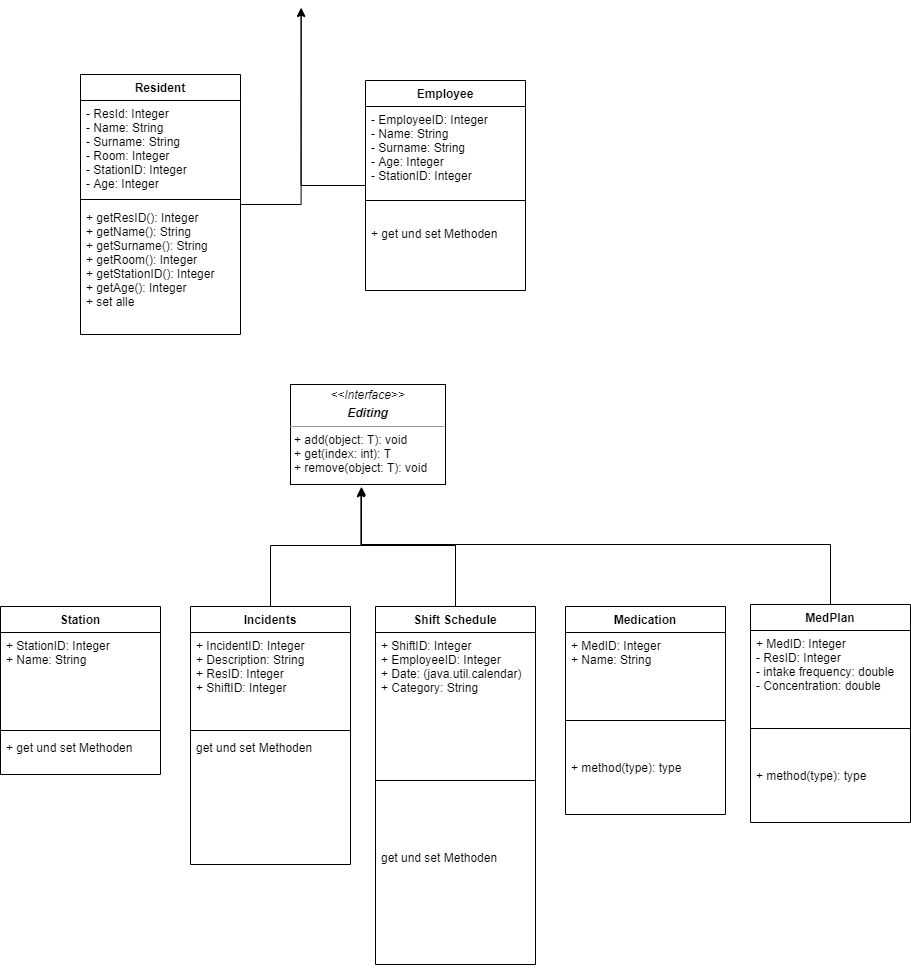 Resident
- ResId: Integer
- Name: String
- Surname: String
- Room: Integer
- StationID: Integer
- Age: Integer
+ getResID(): Integer
+ getName(): String
+ getSurname(): String
+ getRoom(): Integer
+ getStationID(): Integer
+ getAge(): Integer
+ set alle
Employee
- EmployeeID: Integer
- Name: String
- Surname: String
- Age: Integer
- StationID: Integer
+ get und set Methoden
<<Interface>>
Editing
+ add(object: T): void
+ get(index: int): T
+ remove(object: T): void
Station
+ StationID: Integer
+ Name: String
+ get und set Methoden
Incidents
+ IncidentID: Integer
+ Description: String
+ ResID: Integer
+ ShiftID: Integer
get und set Methoden
Shift Schedule
+ ShiftID: Integer
+ EmployeeID: Integer
+ Date: (java.util.calendar)
+ Category: String
get und set Methoden
Medication
+ MedID: Integer
+ Name: String
+ method(type): type
MedPlan
+ MedID: Integer
- ResID: Integer
- intake frequency: double
- Concentration: double
+ method(type): type